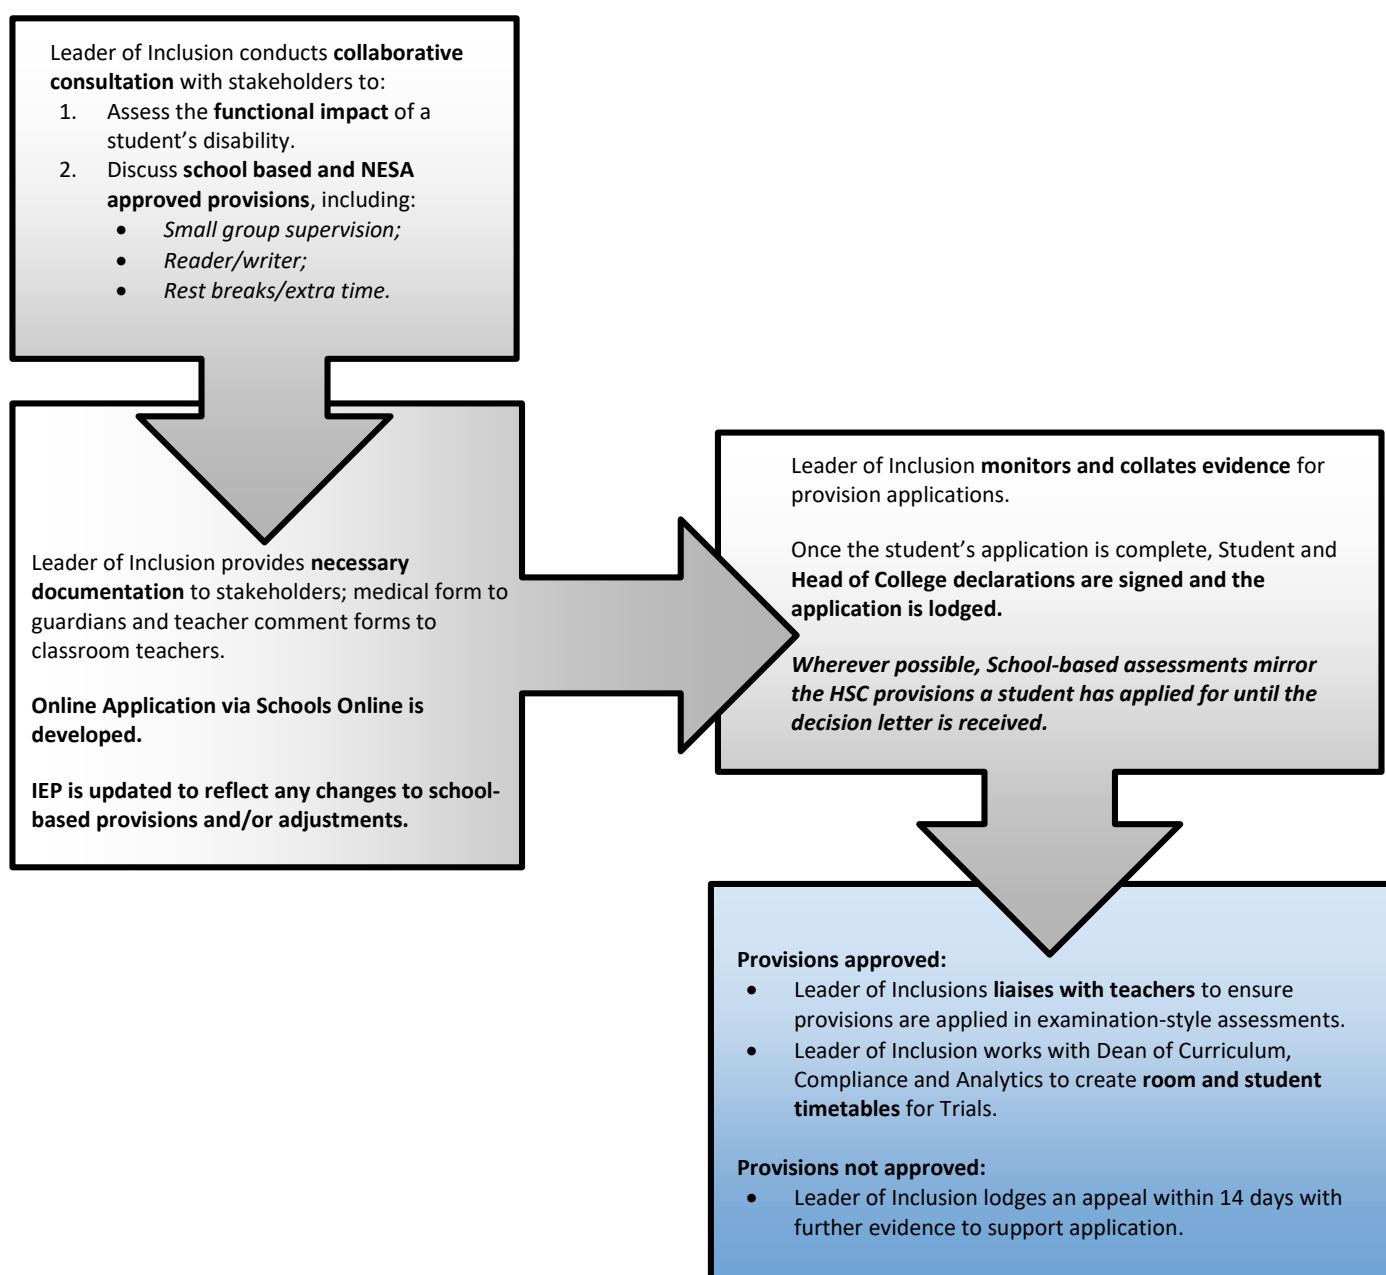 Leader of Inclusion conducts collaborative
consultation with stakeholders to:
1. Assess the functional impact of a
student’s disability.
2. Discuss school based and NESA
approved provisions, including:
• Small group supervision;
• Reader/writer;
• Rest breaks/extra time.
Leader of Inclusion provides necessary
documentation to stakeholders; medical form to
guardians and teacher comment forms to
classroom teachers.
Online Application via Schools Online is
developed.
IEP is updated to reflect any changes to school-
based provisions and/or adjustments.
Leader of Inclusion monitors and collates evidence for
provision applications.
Once the student’s application is complete, Student and
Head of College declarations are signed and the
application is lodged.
Wherever possible, School-based assessments mirror
the HSC provisions a student has applied for until the
decision letter is received.
Provisions approved:
• Leader of Inclusions liaises with teachers to ensure
provisions are applied in examination-style assessments.
• Leader of Inclusion works with Dean of Curriculum,
Compliance and Analytics to create room and student
timetables for Trials.
Provisions not approved:
• Leader of Inclusion lodges an appeal within 14 days with
further evidence to support application.